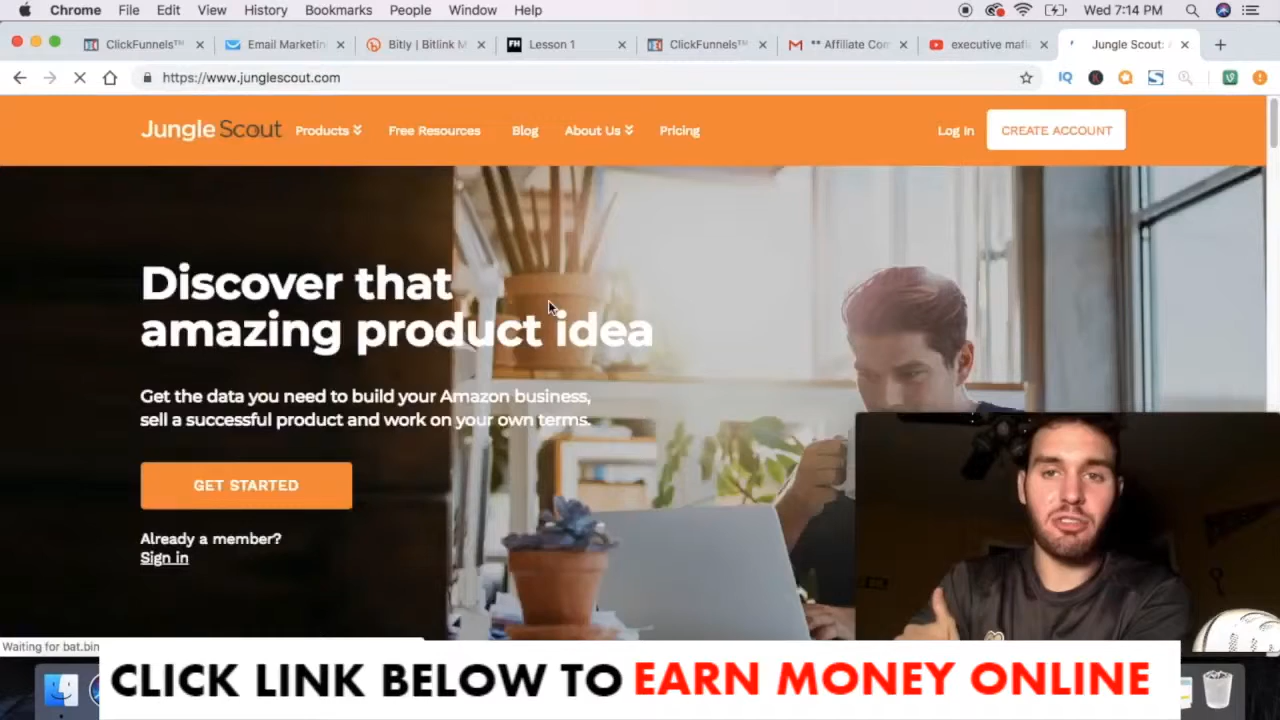 Chrome File Edit View History Bookmarks People Window Help Wed 7:14 PM
ClickFunnels™ Email Marketin Bitly | Bitlink M Lesson 1 ClickFunnels™ ** Affiliate Con executive mafi Jungle Scout:
https://www.junglescout.com
Jungle Scout Products Free Resources Blog About Us Pricing Log In CREATE ACCOUNT
Discover that
amazing product idea
Get the data you need to build your Amazon business,
sell a successful product and work on your own terms.
GET STARTED
Already a member?
Sign in
Waiting for bat.bin
CLICK LINK BELOW TO EARN MONEY ONLINE